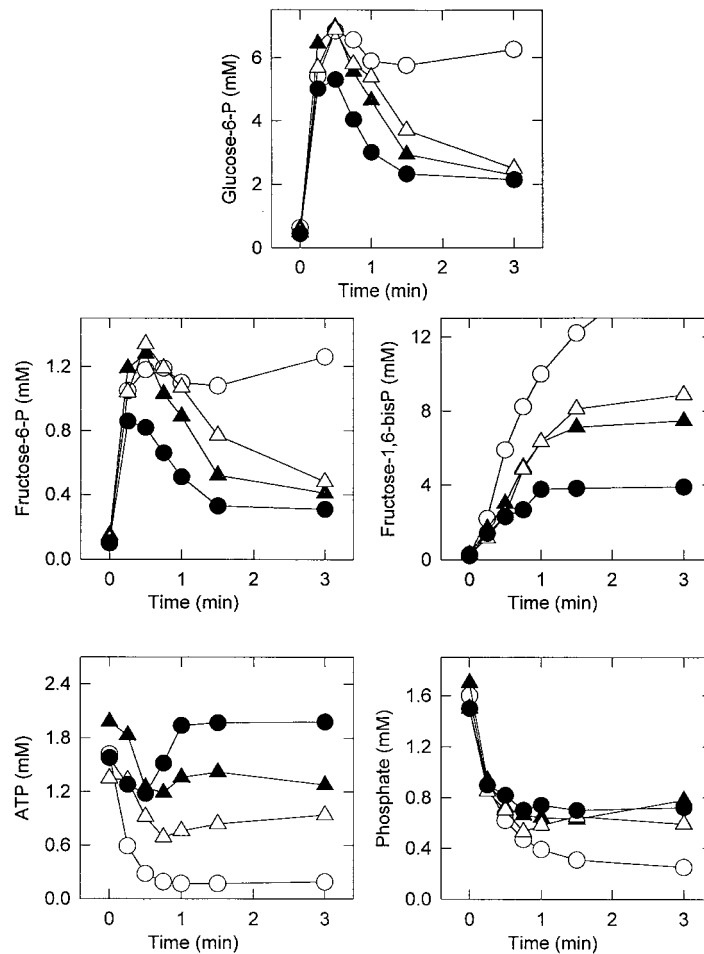 Glucose-6-P (mM)
6
4
2
0
0 1 2 3
Time (min)
Fructose-6-P (mM)
1.2
0.8
0.4
0.0
0 1 2 3
Time (min)
Fructose-1,6-bisP (mM)
12
8
4
0
0 1 2 3
Time (min)
ATP (mM)
2.4
1.8
1.2
0.6
0.0
0 1 2 3
Time (min)
Phosphate (mM)
1.6
1.2
0.8
0.4
0.0
0 1 2 3
Time (min)